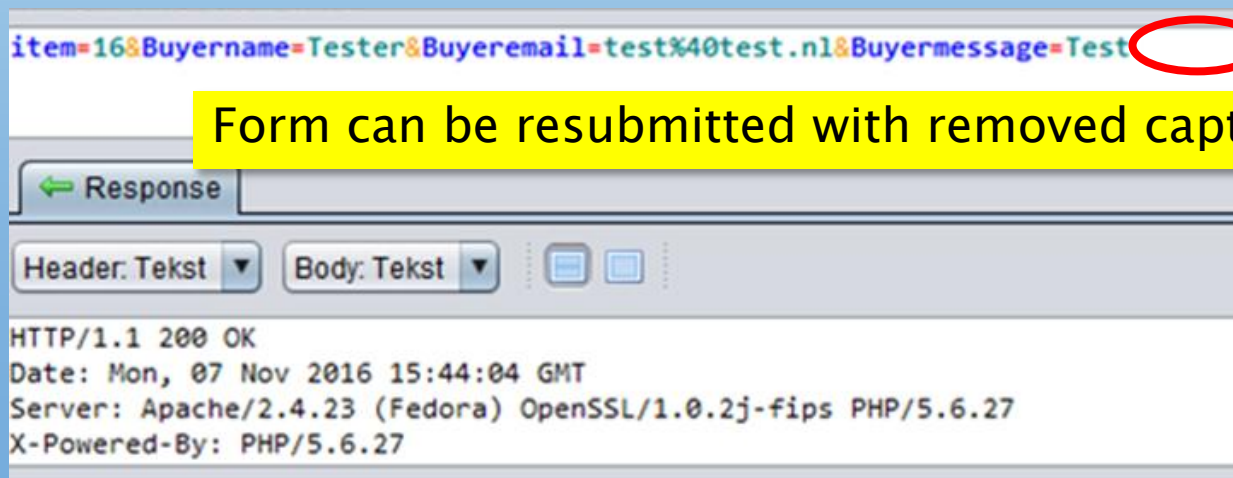 item=16&Buyername=Tester&Buyeremail=test%40test.nl&Buyermessage=Test
Form can be resubmitted with removed capt
Response
Header: Tekst Body: Tekst
HTTP/1.1 200 OK
Date: Mon, 07 Nov 2016 15:44:04 GMT
Server: Apache/2.4.23 (Fedora) OpenSSL/1.0.2j-fips PHP/5.6.27
X-Powered-By: PHP/5.6.27